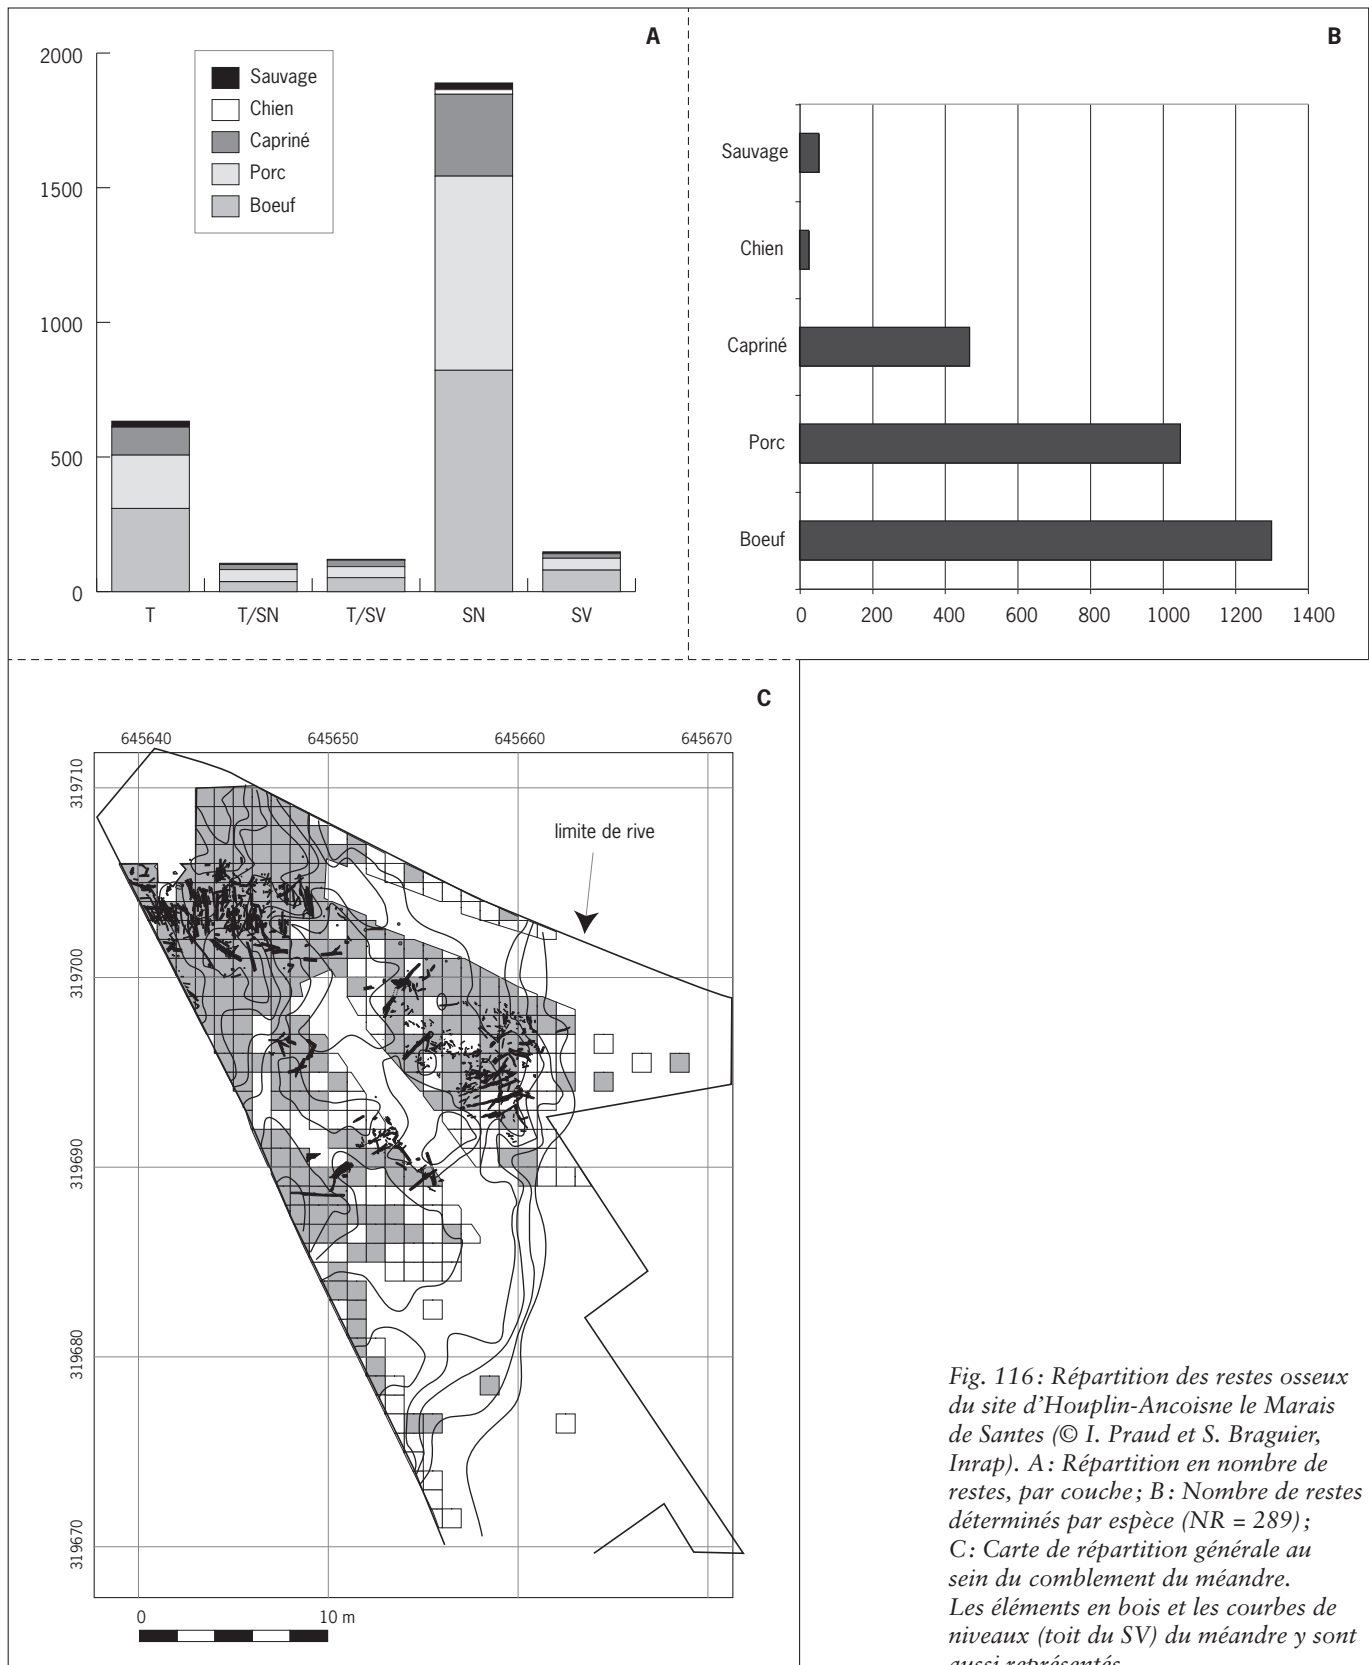 A
2000
1500
1000
500
0
Sauvage
Chien
Capriné
Porc
Boeuf
T
T/SN
T/SV
SN
SV
B
Sauvage
Chien
Capriné
Porc
Boeuf
0 200 400 600 800 1000 1200 1400
C
645640 645650 645660 645670
319710
319700
319690
319680
319670
limite de rive
0 10 m
Fig. 116 : Répartition des restes osseux
du site d'Houplin-Ancoisne le Marais
de Santes (© I. Praud et S. Braguier,
Inrap). A : Répartition en nombre de
restes, par couche ; B : Nombre de restes
déterminés par espèce (NR = 289) ;
C : Carte de répartition générale au
sein du comblement du méandre.
Les éléments en bois et les courbes de
niveaux (toit du SV) du méandre y sont
aussi représentés